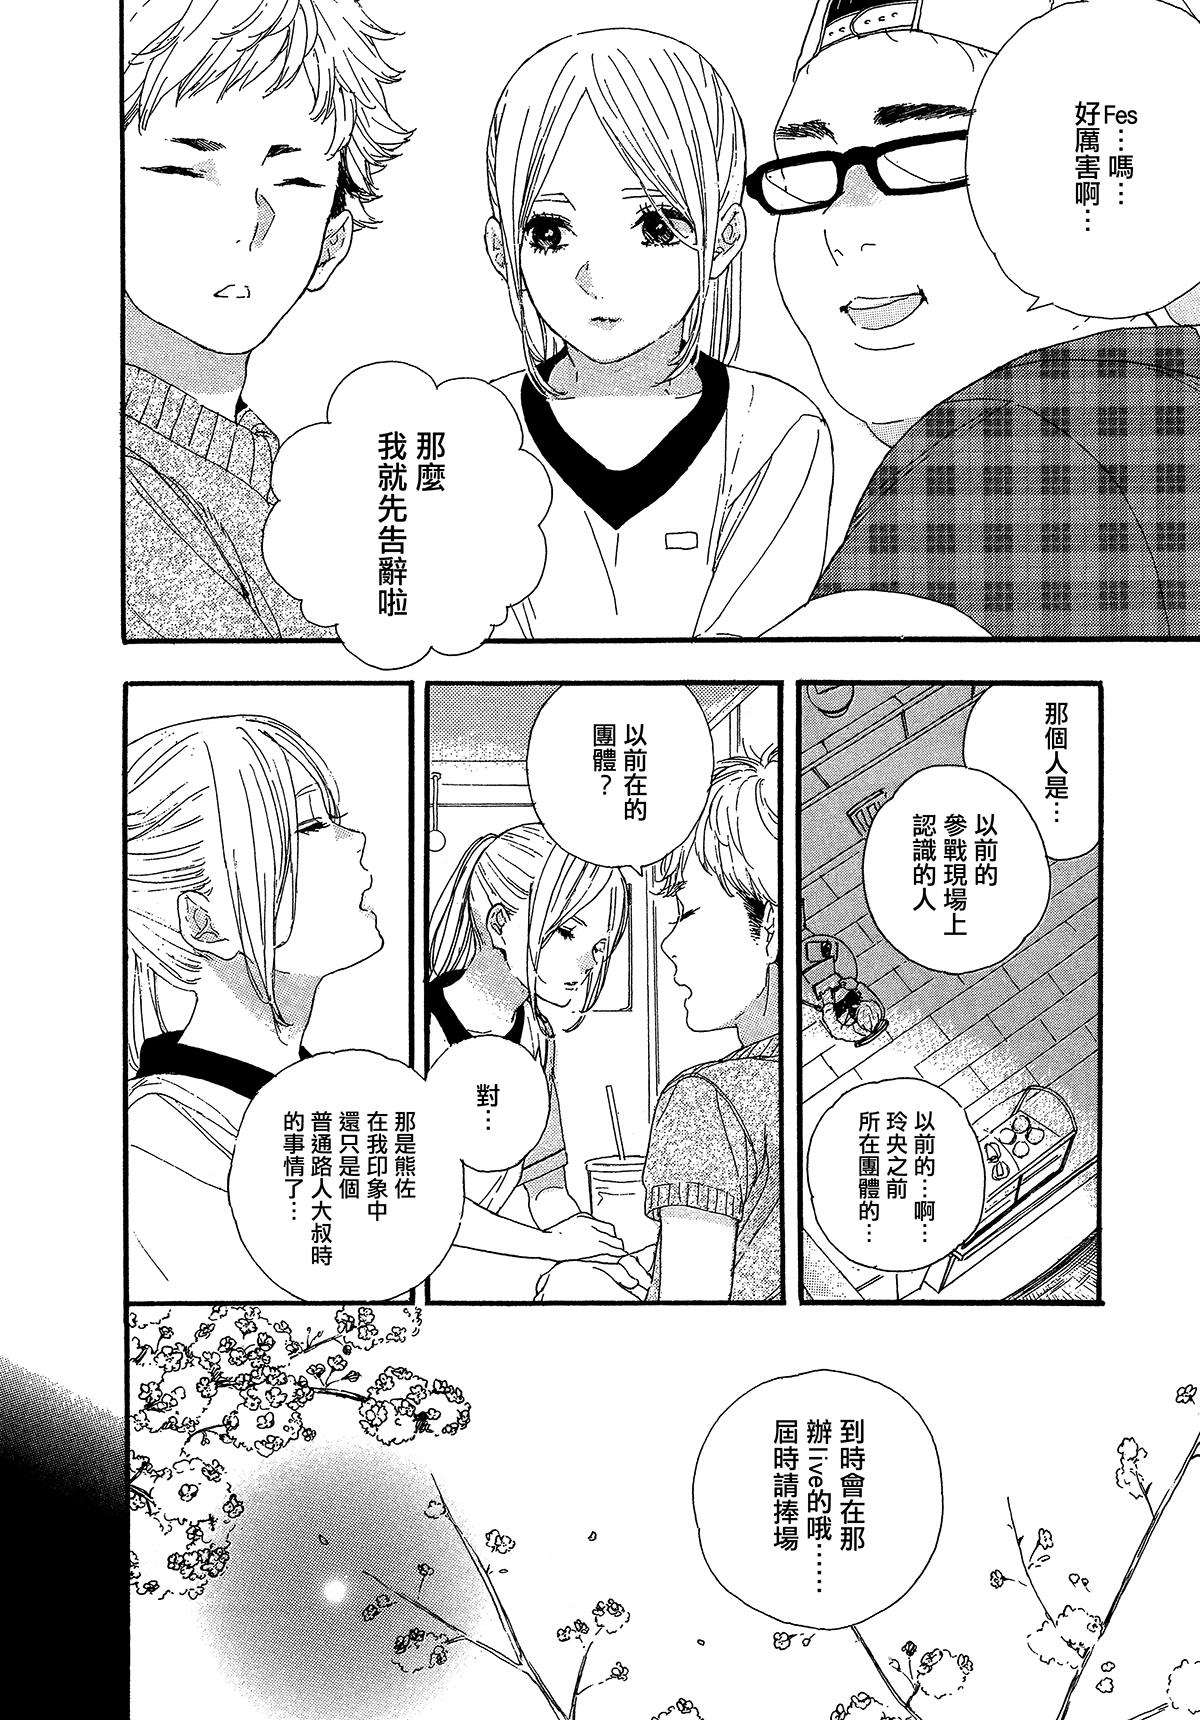 Fes…嗎…
好厲害啊…
那麼
我就先告辭啦
那個人是…
以前的
參戰現場上
認識的人
以前的…啊…
玲央之前
所在團體的…
以前在的
團體？
對…
那是熊佐
在我印象中
還只是個
普通路人大叔時
的事情了…
到時會在那
辦live的哦……
屆時請捧場